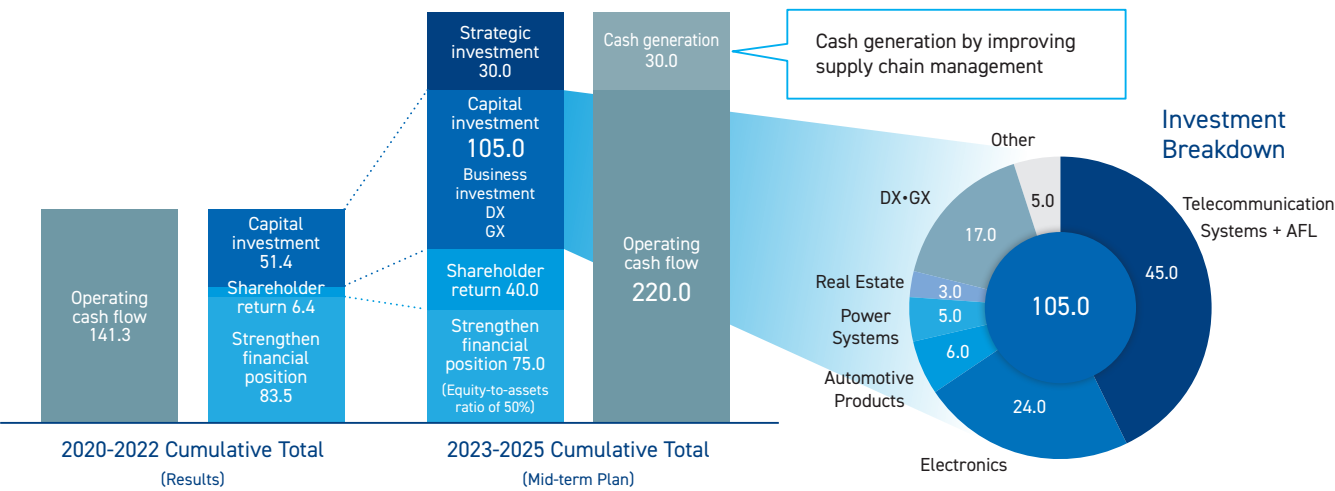 Operating
cash flow
141.3
Capital
investment
51.4
Shareholder
return 6.4
Strengthen
financial
position
83.5
2020-2022 Cumulative Total
(Results)
Strategic
investment
30.0
Capital
investment
105.0
Business
investment
DX
GX
Shareholder
return 40.0
Strengthen
financial
position 75.0
(Equity-to-assets
ratio of 50%)
Cash generation
30.0
Operating
cash flow
220.0
2023-2025 Cumulative Total
(Mid-term Plan)
Cash generation by improving
supply chain management
Investment
Breakdown
105.0
Telecommunication
Systems + AFL
45.0
Electronics
24.0
Automotive
Products
6.0
Power
Systems
5.0
Real Estate
3.0
DX•GX
17.0
Other
5.0